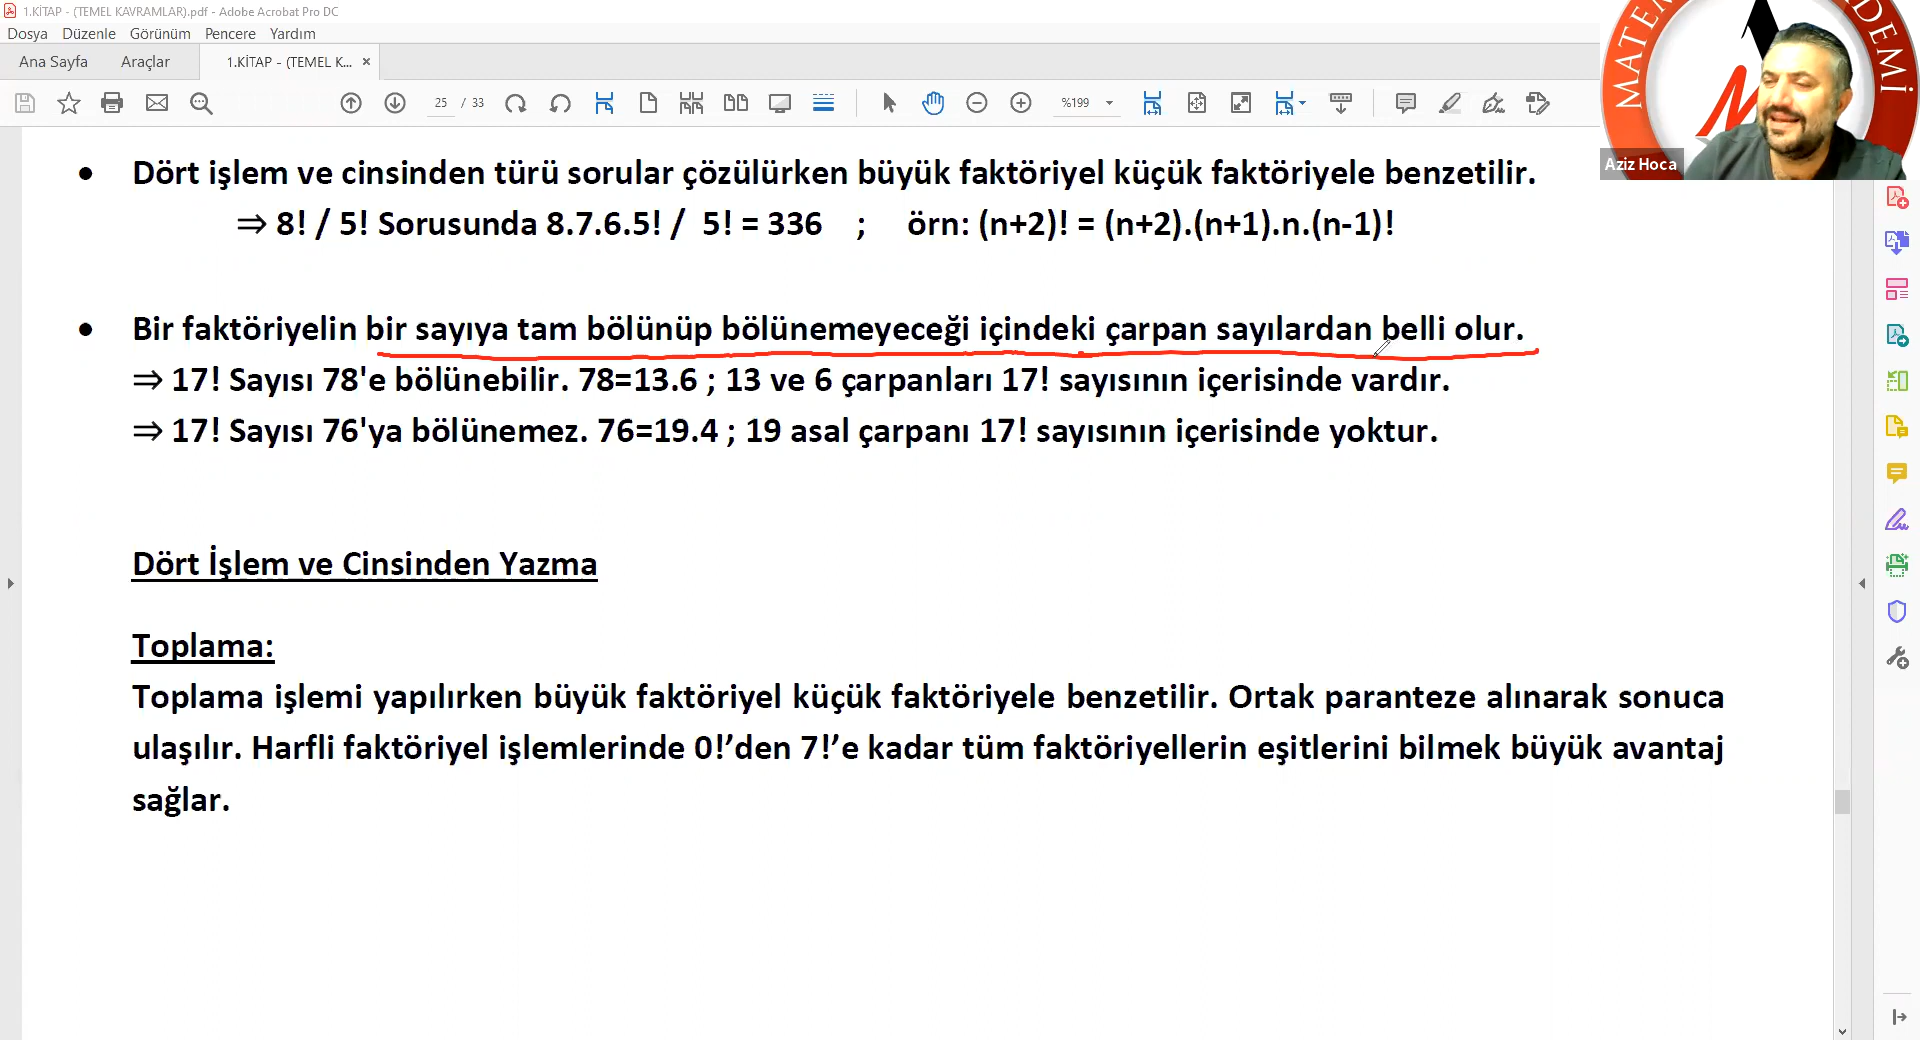 1.KİTAP - (TEMEL KAVRAMLAR).pdf - Adobe Acrobat Pro DC
Dosya Düzenle Görünüm Pencere Yardım
Ana Sayfa Araçlar 1.KİTAP - (TEMEL K... ×
25 / 33 %199
MATEM DEMİ
Aziz Hoca
• Dört işlem ve cinsinden türü sorular çözülürken büyük faktöriyel küçük faktöriyele benzetilir.
⇒ 8! / 5! Sorusunda 8.7.6.5! / 5! = 336 ; örn: (n+2)! = (n+2).(n+1).n.(n-1)!
• Bir faktöriyelin bir sayıya tam bölünüp bölünemeyeceği içindeki çarpan sayılardan belli olur.
⇒ 17! Sayısı 78'e bölünebilir. 78=13.6 ; 13 ve 6 çarpanları 17! sayısının içerisinde vardır.
⇒ 17! Sayısı 76'ya bölünemez. 76=19.4 ; 19 asal çarpanı 17! sayısının içerisinde yoktur.
Dört İşlem ve Cinsinden Yazma
Toplama:
Toplama işlemi yapılırken büyük faktöriyel küçük faktöriyele benzetilir. Ortak paranteze alınarak sonuca
ulaşılır. Harfli faktöriyel işlemlerinde 0!’den 7!’e kadar tüm faktöriyellerin eşitlerini bilmek büyük avantaj
sağlar.